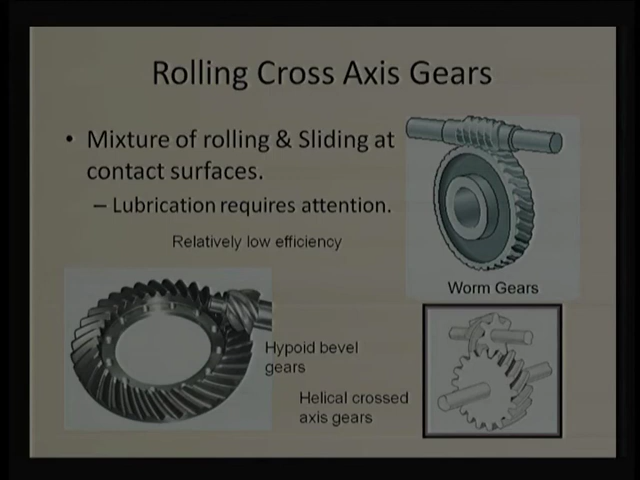 Rolling Cross Axis Gears
• Mixture of rolling & Sliding at
contact surfaces.
– Lubrication requires attention.
Relatively low efficiency
Worm Gears
Hypoid bevel
gears
Helical crossed
axis gears